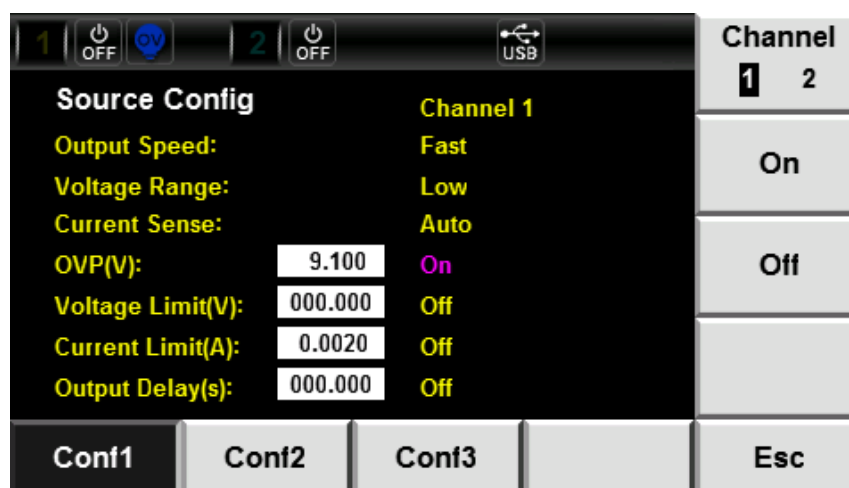 1 OFF OV 2 OFF USB
Channel
1 2
Source Config Channel 1
Output Speed: Fast
Voltage Range: Low
Current Sense: Auto
OVP(V): 9.100 On
Voltage Limit(V): 000.000 Off
Current Limit(A): 0.0020 Off
Output Delay(s): 000.000 Off
On
Off
Conf1 Conf2 Conf3 Esc